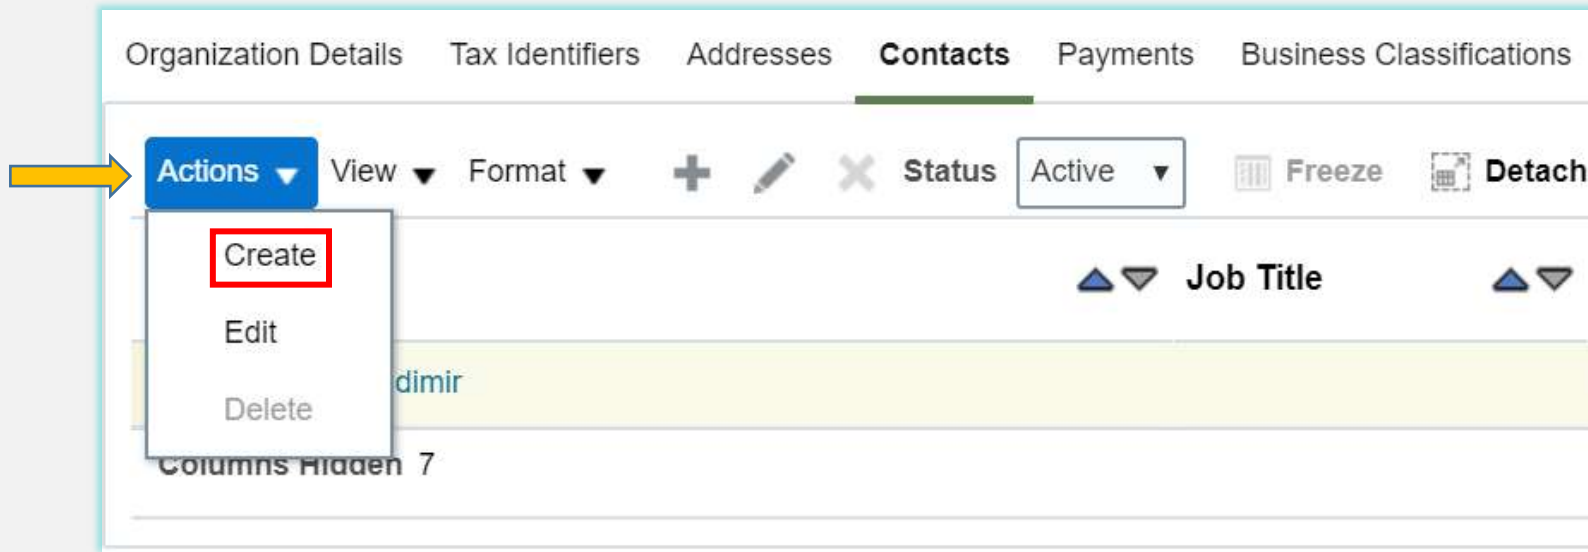 Organization Details Tax Identifiers Addresses Contacts Payments Business Classifications
Actions View Format Status Active Freeze Detach
Create
Job Title
Edit
dimir
Delete
Columns Hidden 7